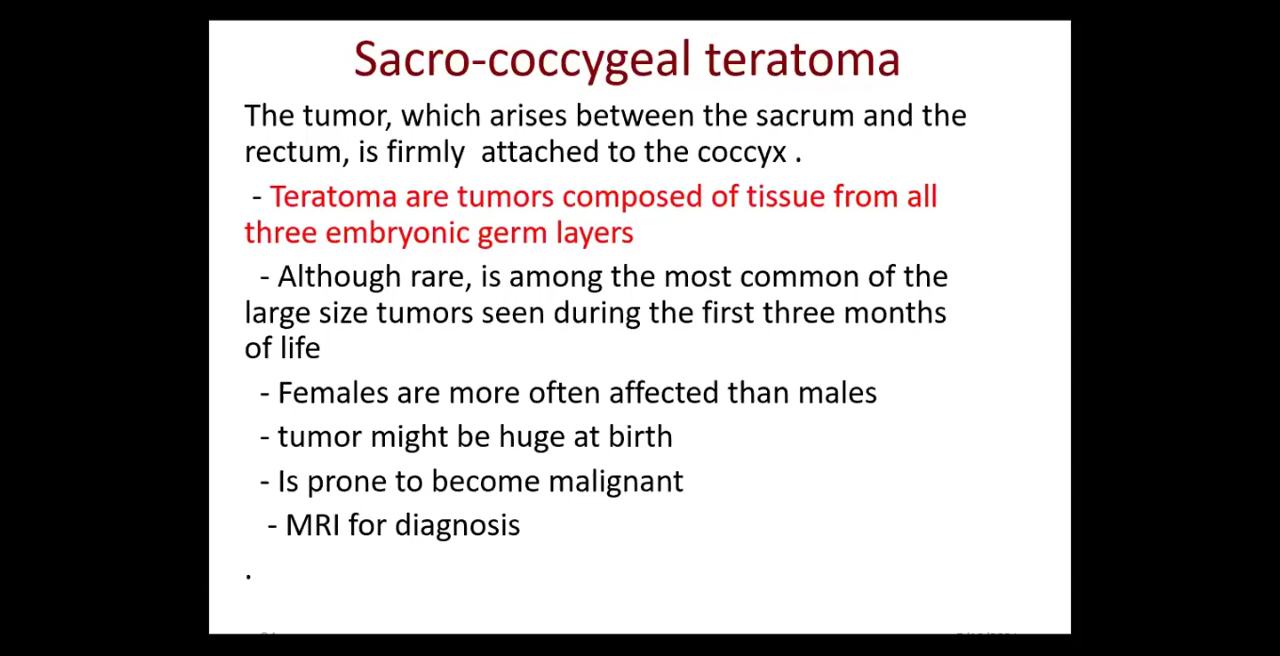 Sacro-coccygeal teratoma
The tumor, which arises between the sacrum and the
rectum, is firmly  attached to the coccyx .
- Teratoma are tumors composed of tissue from all
three embryonic germ layers
- Although rare, is among the most common of the
large size tumors seen during the first three months
of life
- Females are more often affected than males
- tumor might be huge at birth
- Is prone to become malignant
- MRI for diagnosis
.